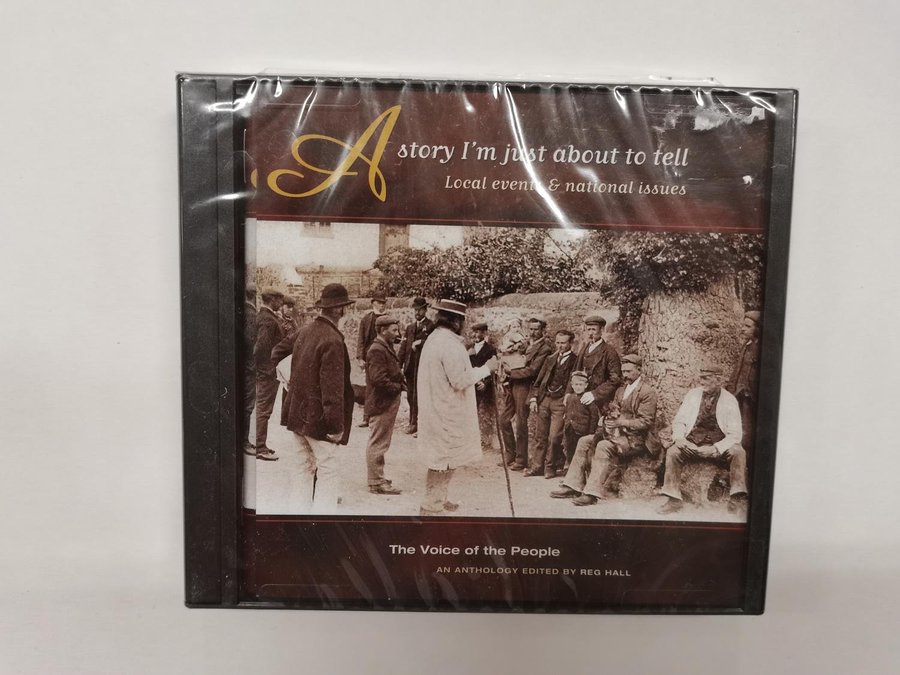 A story I'm just about to tell
Local events & national issues
The Voice of the People
AN ANTHOLOGY EDITED BY REG HALL